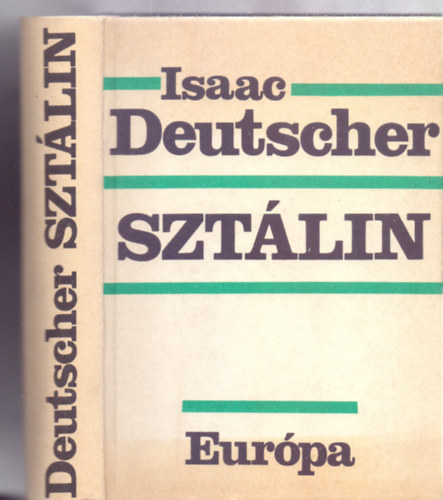 Deutscher SZTÁLIN
Isaac
Deutscher
SZTÁLIN
Európa